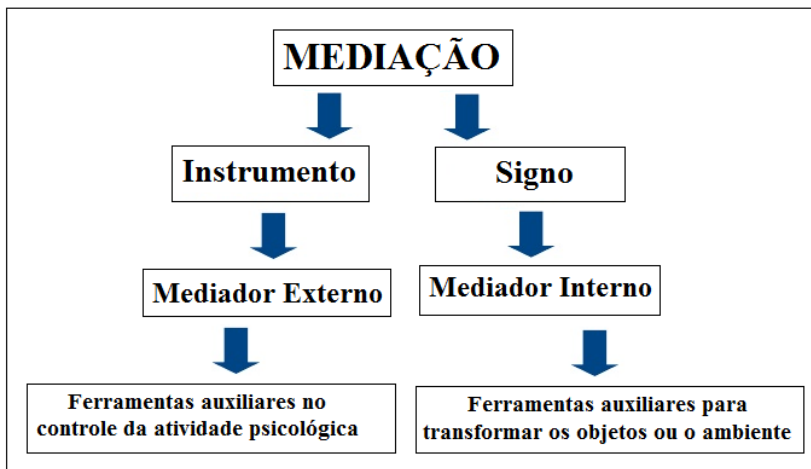 MEDIAÇÃO
Instrumento
Signo
Mediador Externo
Mediador Interno
Ferramentas auxiliares no
controle da atividade psicológica
Ferramentas auxiliares para
transformar os objetos ou o ambiente